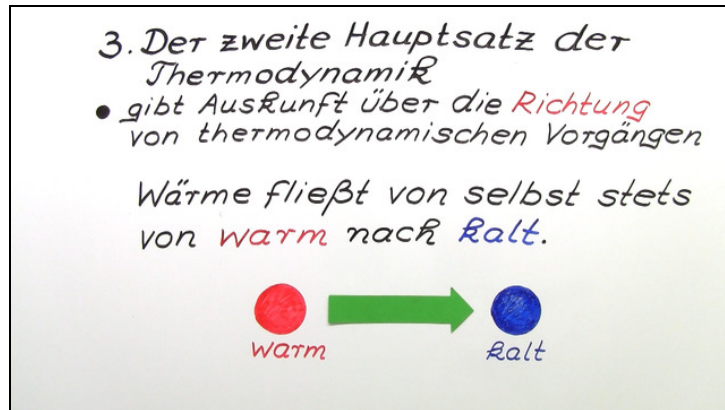 3. Der zweite Hauptsatz der
Thermodynamik
• gibt Auskunft über die Richtung
von thermodynamischen Vorgängen
Wärme fließt von selbst stets
von warm nach kalt.
warm kalt